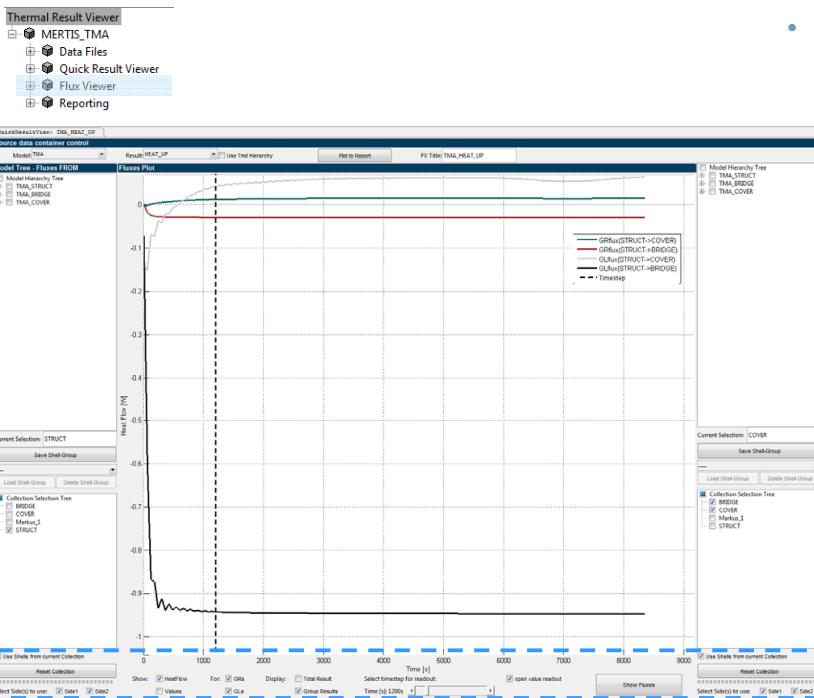 Thermal Result Viewer
MERTIS_TMA
Data Files
Quick Result Viewer
Flux Viewer
Reporting
QuickResultView: TMA_HEAT_UP
ource data container control
Model: TMA
Result: HEAT_UP
Use Tmd Hierarchy
Plot to Report
FV Title: TMA_HEAT_UP
odel Tree - Fluxes FROM
Fluxes Plot
Model Hierarchy Tree
TMA_STRUCT
TMA_BRIDGE
TMA_COVER
Model Hierarchy Tree
TMA_STRUCT
TMA_BRIDGE
TMA_COVER
0
-0.1
-0.2
-0.3
-0.4
-0.5
-0.6
-0.7
-0.8
-0.9
-1
Heat Flow [W]
GRflux(STRUCT->COVER)
GRflux(STRUCT->BRIDGE)
GLflux(STRUCT->COVER)
GLflux(STRUCT->BRIDGE)
Timestep
0 1000 2000 3000 4000 5000 6000 7000 8000 9000
Time [s]
urrent Selection: STRUCT
Save Shell-Group
Load Shell-Group Delete Shell-Group
Collection Selection Tree
BRIDGE
COVER
Markus_1
STRUCT
Current Selection: COVER
Save Shell-Group
----
Load Shell-Group Delete Shell-Group
Collection Selection Tree
BRIDGE
COVER
Markus_1
STRUCT
Use Shells from current Collection
Reset Collection
lect Side(s) to use: Side1 Side2
Show: HeatFlow For: GRs Display: Total Result Select timestep for readout: open value readout
Values GLs Group Results Time [s]: 1200s
Show Fluxes
Use Shells from current Collection
Reset Collection
Select Side(s) to use: Side1 Side2